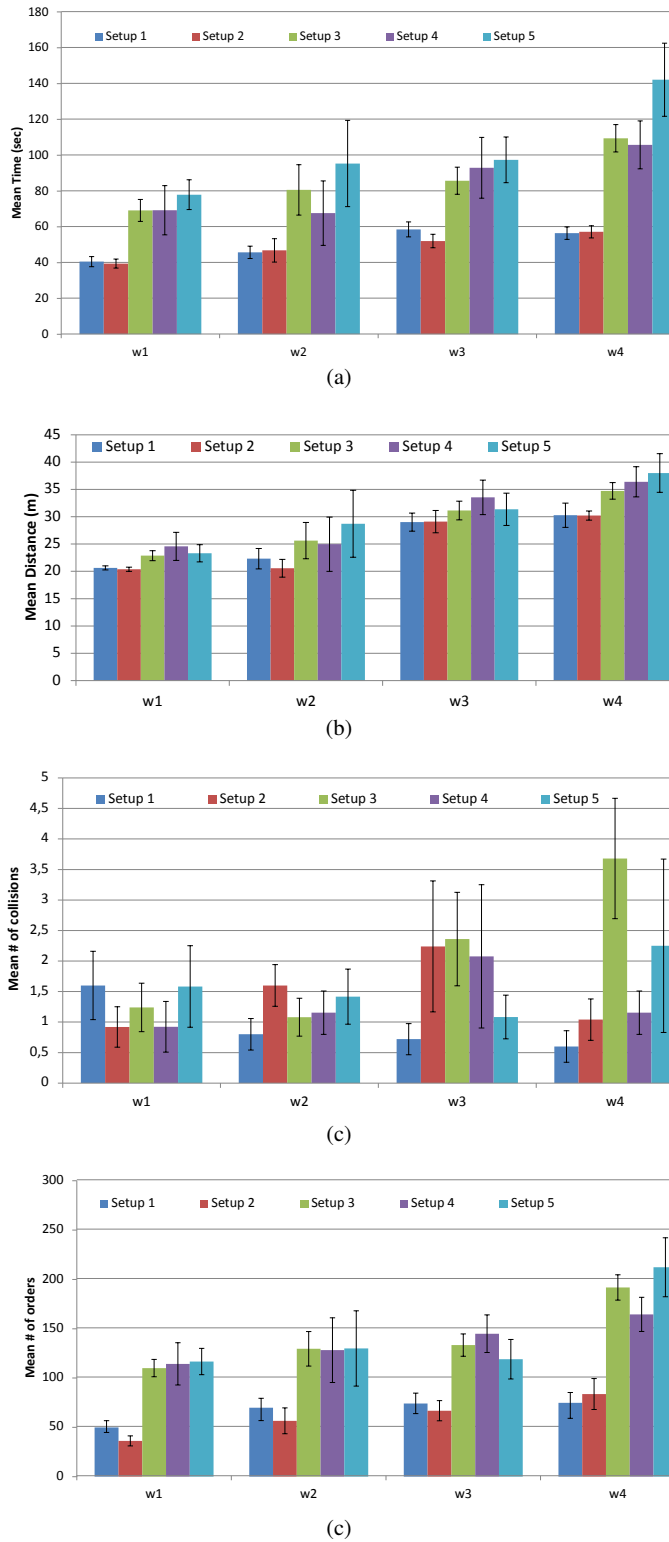 180
Setup 1 Setup 2 Setup 3 Setup 4 Setup 5
160
140
120
100
80
60
40
20
0
Mean Time (sec)
w1 w2 w3 w4
(a)
45
Setup 1 Setup 2 Setup 3 Setup 4 Setup 5
40
35
30
25
20
15
10
5
0
Mean Distance (m)
w1 w2 w3 w4
(b)
5
4,5
Setup 1 Setup 2 Setup 3 Setup 4 Setup 5
4
3,5
3
2,5
2
1,5
1
0,5
0
Mean # of collisions
w1 w2 w3 w4
(c)
300
Setup 1 Setup 2 Setup 3 Setup 4 Setup 5
250
200
150
100
50
0
Mean # of orders
w1 w2 w3 w4
(c)